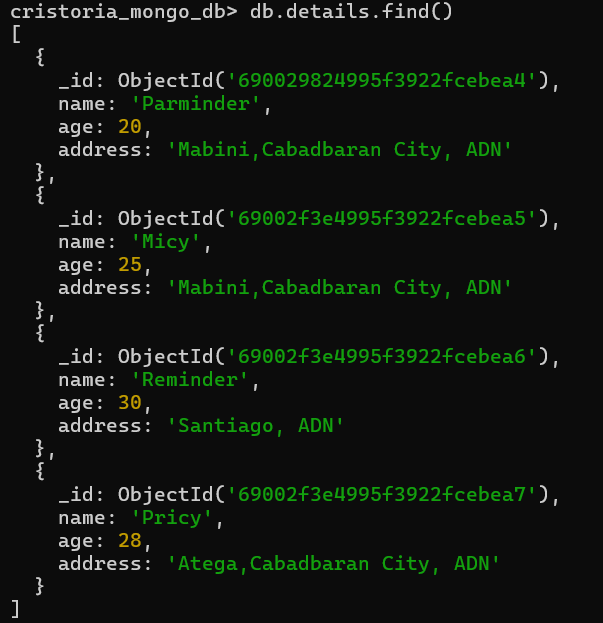 cristoria_mongo_db> db.details.find()
[
  {
    _id: ObjectId('690029824995f3922fcebea4'),
    name: 'Parminder',
    age: 20,
    address: 'Mabini,Cabadbaran City, ADN'
  },
  {
    _id: ObjectId('69002f3e4995f3922fcebea5'),
    name: 'Micy',
    age: 25,
    address: 'Mabini,Cabadbaran City, ADN'
  },
  {
    _id: ObjectId('69002f3e4995f3922fcebea6'),
    name: 'Reminder',
    age: 30,
    address: 'Santiago, ADN'
  },
  {
    _id: ObjectId('69002f3e4995f3922fcebea7'),
    name: 'Pricy',
    age: 28,
    address: 'Atega,Cabadbaran City, ADN'
  }
]